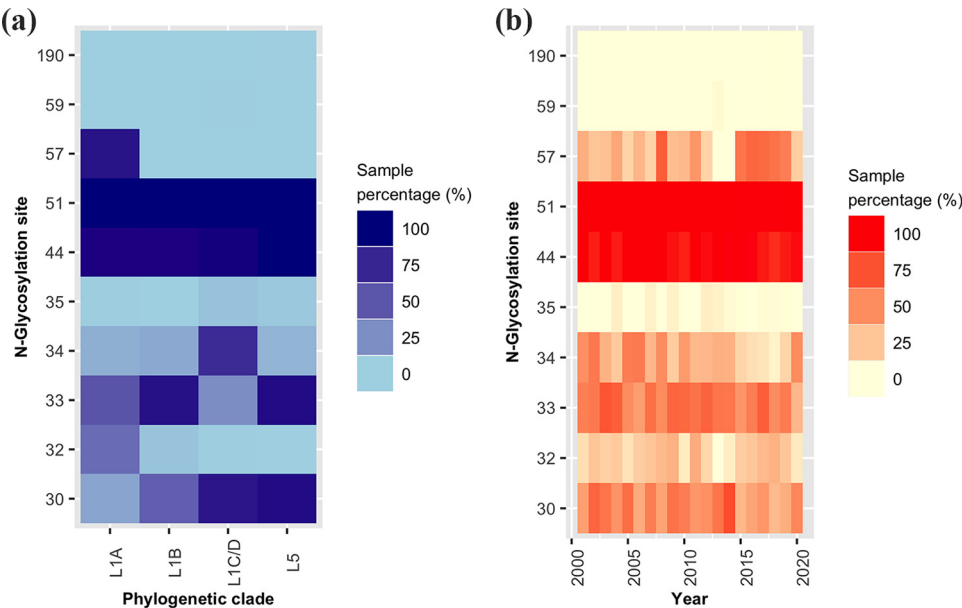 (a)
N-Glycosylation site
190
59
57
51
44
35
34
33
32
30
L1A
L1B
L1C/D
L5
Phylogenetic clade
Sample
percentage (%)
100
75
50
25
0
(b)
N-Glycosylation site
190
59
57
51
44
35
34
33
32
30
2000
2005
2010
2015
2020
Year
Sample
percentage (%)
100
75
50
25
0